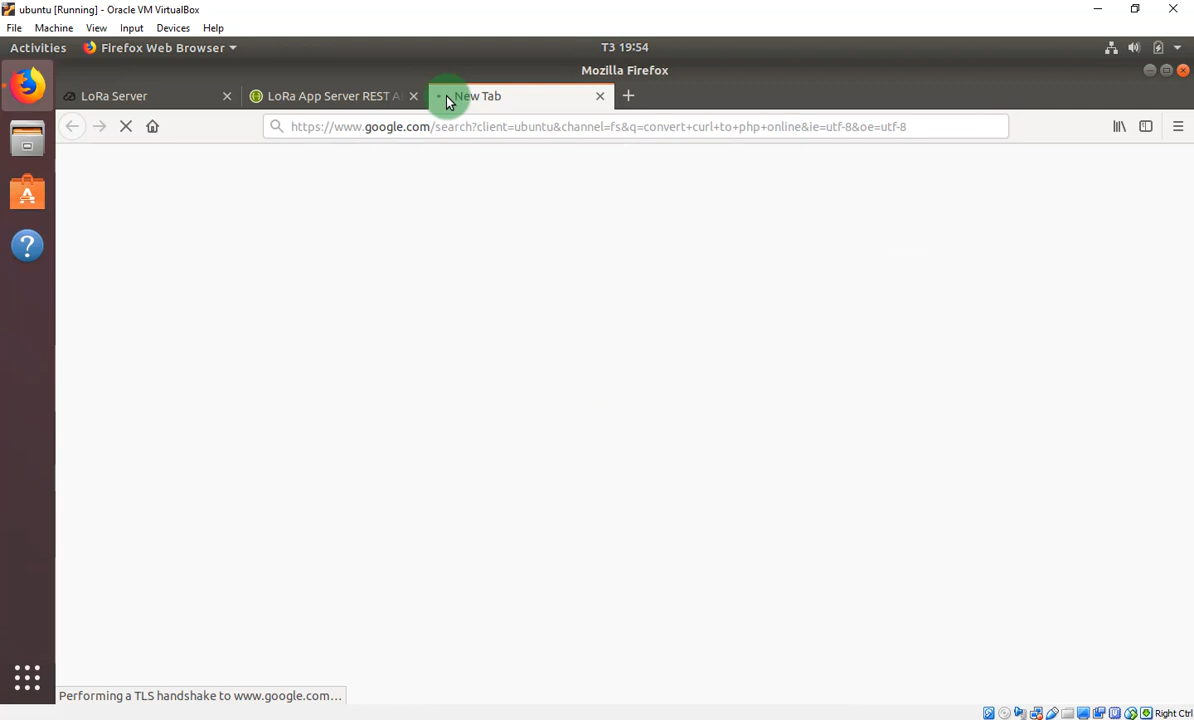 ubuntu [Running] - Oracle VM VirtualBox
File Machine View Input Devices Help
Activities Firefox Web Browser T3 19:54
Mozilla Firefox
LoRa Server LoRa App Server REST A New Tab
https://www.google.com/search?client=ubuntu&channel=fs&q=convert+curl+to+php+online&ie=utf-8&oe=utf-8
Performing a TLS handshake to www.google.com…
Right Ctrl